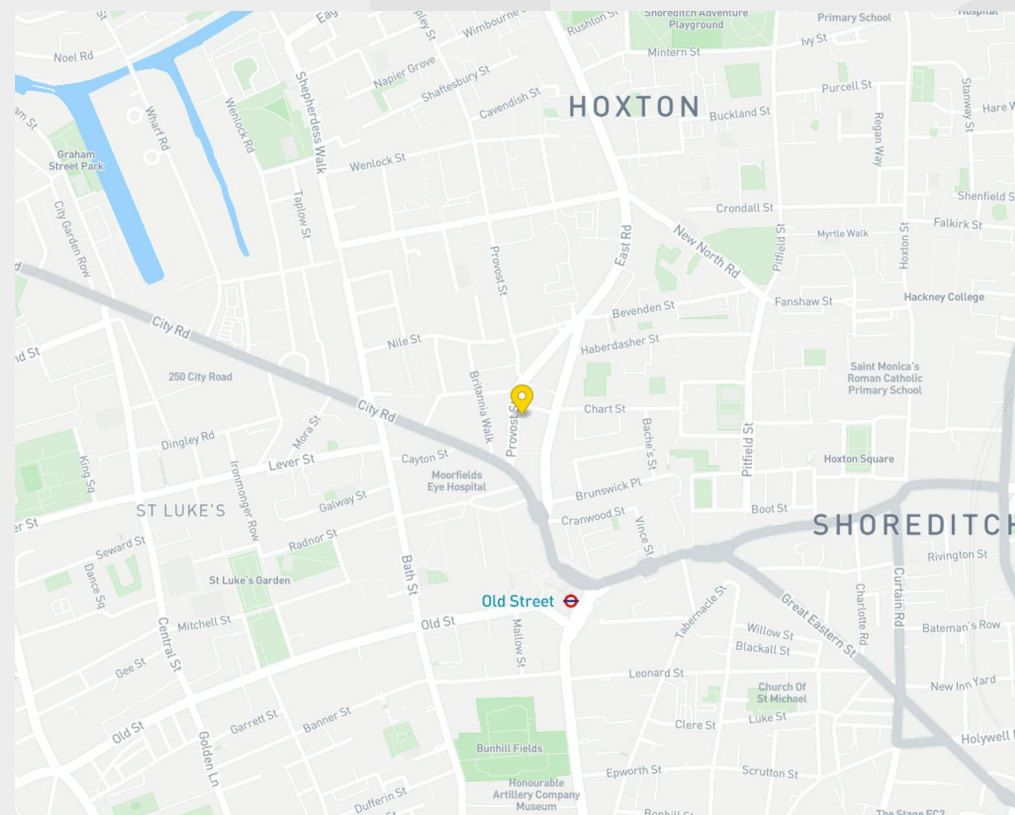 Shoreditch Adventure
Playground
Primary School
Hospital
Rushton St
Wimbourne
Ivy St
Noel Rd
Mintern St
Napier Grove
Shaftesbury St
Purcell St
Stanway St
Shepherdess Walk
Cavendish St
HOXTON
Buckland St
Wharf Rd
Wenlock Rd
Regan Way
Graham
Street Park
Wenlock St
Taplow St
Shenfield S
Crondall St
Falkirk St
City Garden Row
East Rd
New North Rd
Pitfield St
Myrtle Walk
Hoxton St
Provost St
Bevenden St
Fanshaw St
Hackney College
City Rd
Nile St
Haberdasher St
250 City Road
Saint Monica's
Roman Catholic
Primary School
Britannia Walk
City Rd
Provost St
Chart St
Mora St
Dingley Rd
Bache's St
Pitfield St
Lever St
Cayton St
Hoxton Square
King Sq
Ironmonger Row
Moorfields
Eye Hospital
Brunswick Pl
Galway St
ST LUKE'S
Boot St
Cranwood St
SHOREDITCH
Vince St
Seward St
Radnor St
Rivington St
Dance Sq
St Luke's Garden
Bath St
Curtain Rd
Charlotte Rd
Old Street
Tabernacle St
Great Eastern St
Mitchell St
Old St
Mallow St
Willow St
Bateman's Row
Central St
Blackall St
Gee St
Leonard St
New Inn Yard
Church Of
St Michael
Banner St
Garrett St
Luke St
Clere St
Old St
Golden Ln
Bunhill Fields
Holywell
Epworth St
Scrutton St
Honourable
Artillery Company
Museum
Dufferin St